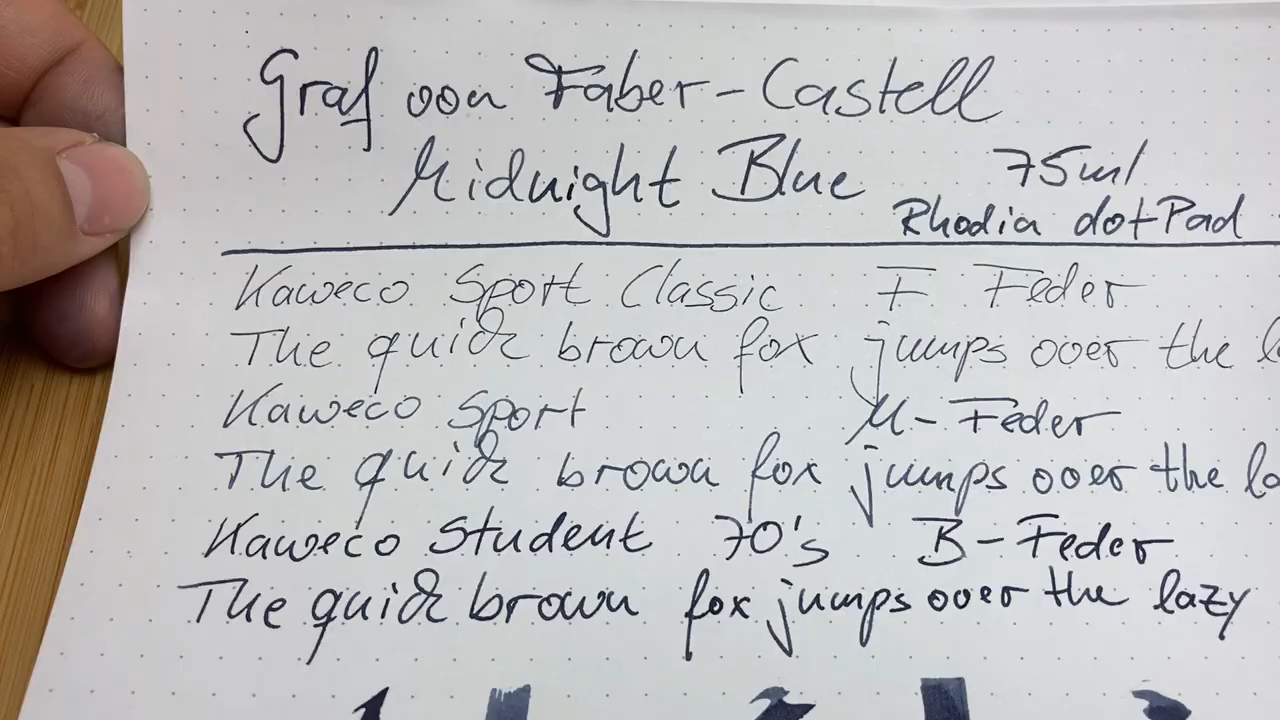 Graf von Faber-Castell
Midnight Blue 75ml
Rhodia dotPad
Kaweco Sport Classic F Feder
The quick brown fox jumps over the
Kaweco Sport M-Feder
The quick brown fox jumps over the
Kaweco Student 70's B-Feder
The quick brown fox jumps over the lazy